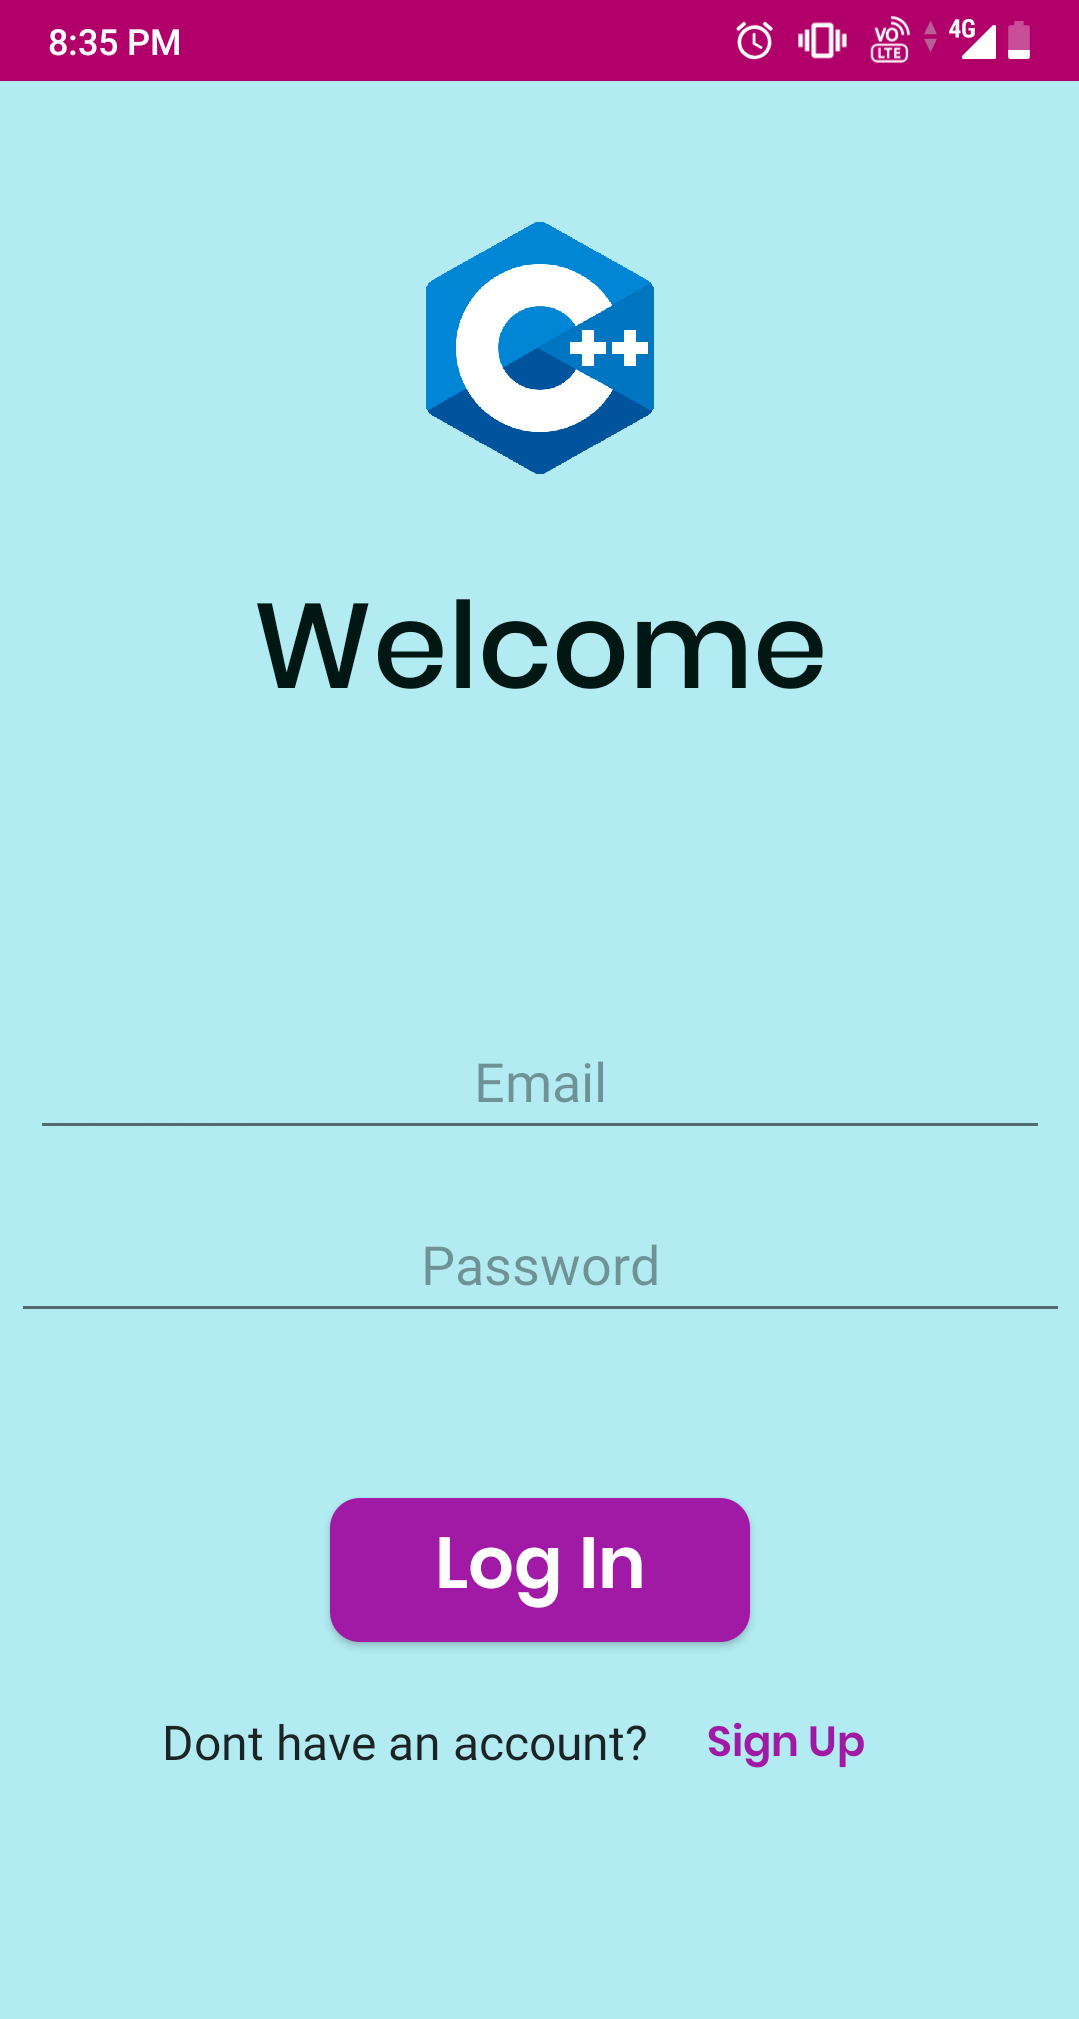 8:35 PM VO LTE 4G
C++
Welcome
Email
Password
Log In
Dont have an account? Sign Up